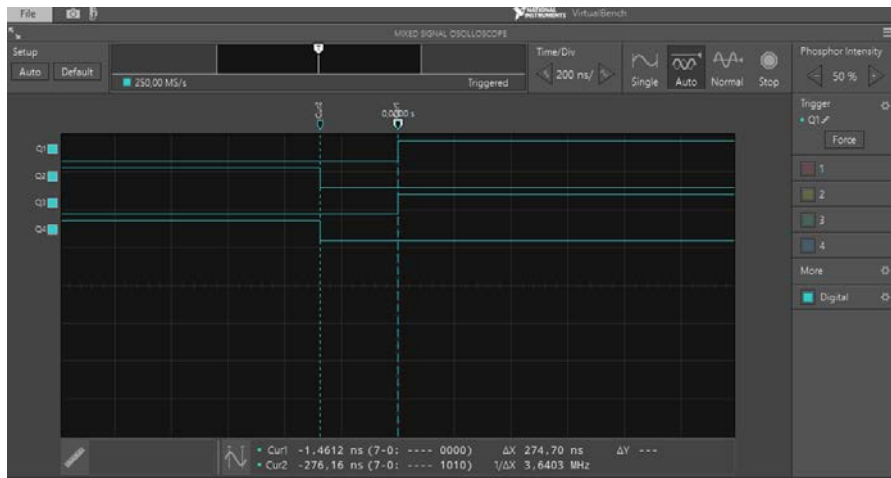 File
NATIONAL INSTRUMENTS VirtualBench
MIXED SIGNAL OSCILLOSCOPE
Setup
Auto Default
250,00 MS/s Triggered
Time/Div
200 ns/
Single Auto Normal Stop
Phosphor Intensity
50 %
Trigger
Q1
Force
1
2
3
4
More
Digital
0,0000 s
Q1
Q2
Q3
Q4
Cur1 -1.4612 ns (7-0: ---- 0000) ΔX 274.70 ns ΔY ---
Cur2 -276,16 ns (7-0: ---- 1010) 1/ΔX 3,6403 MHz